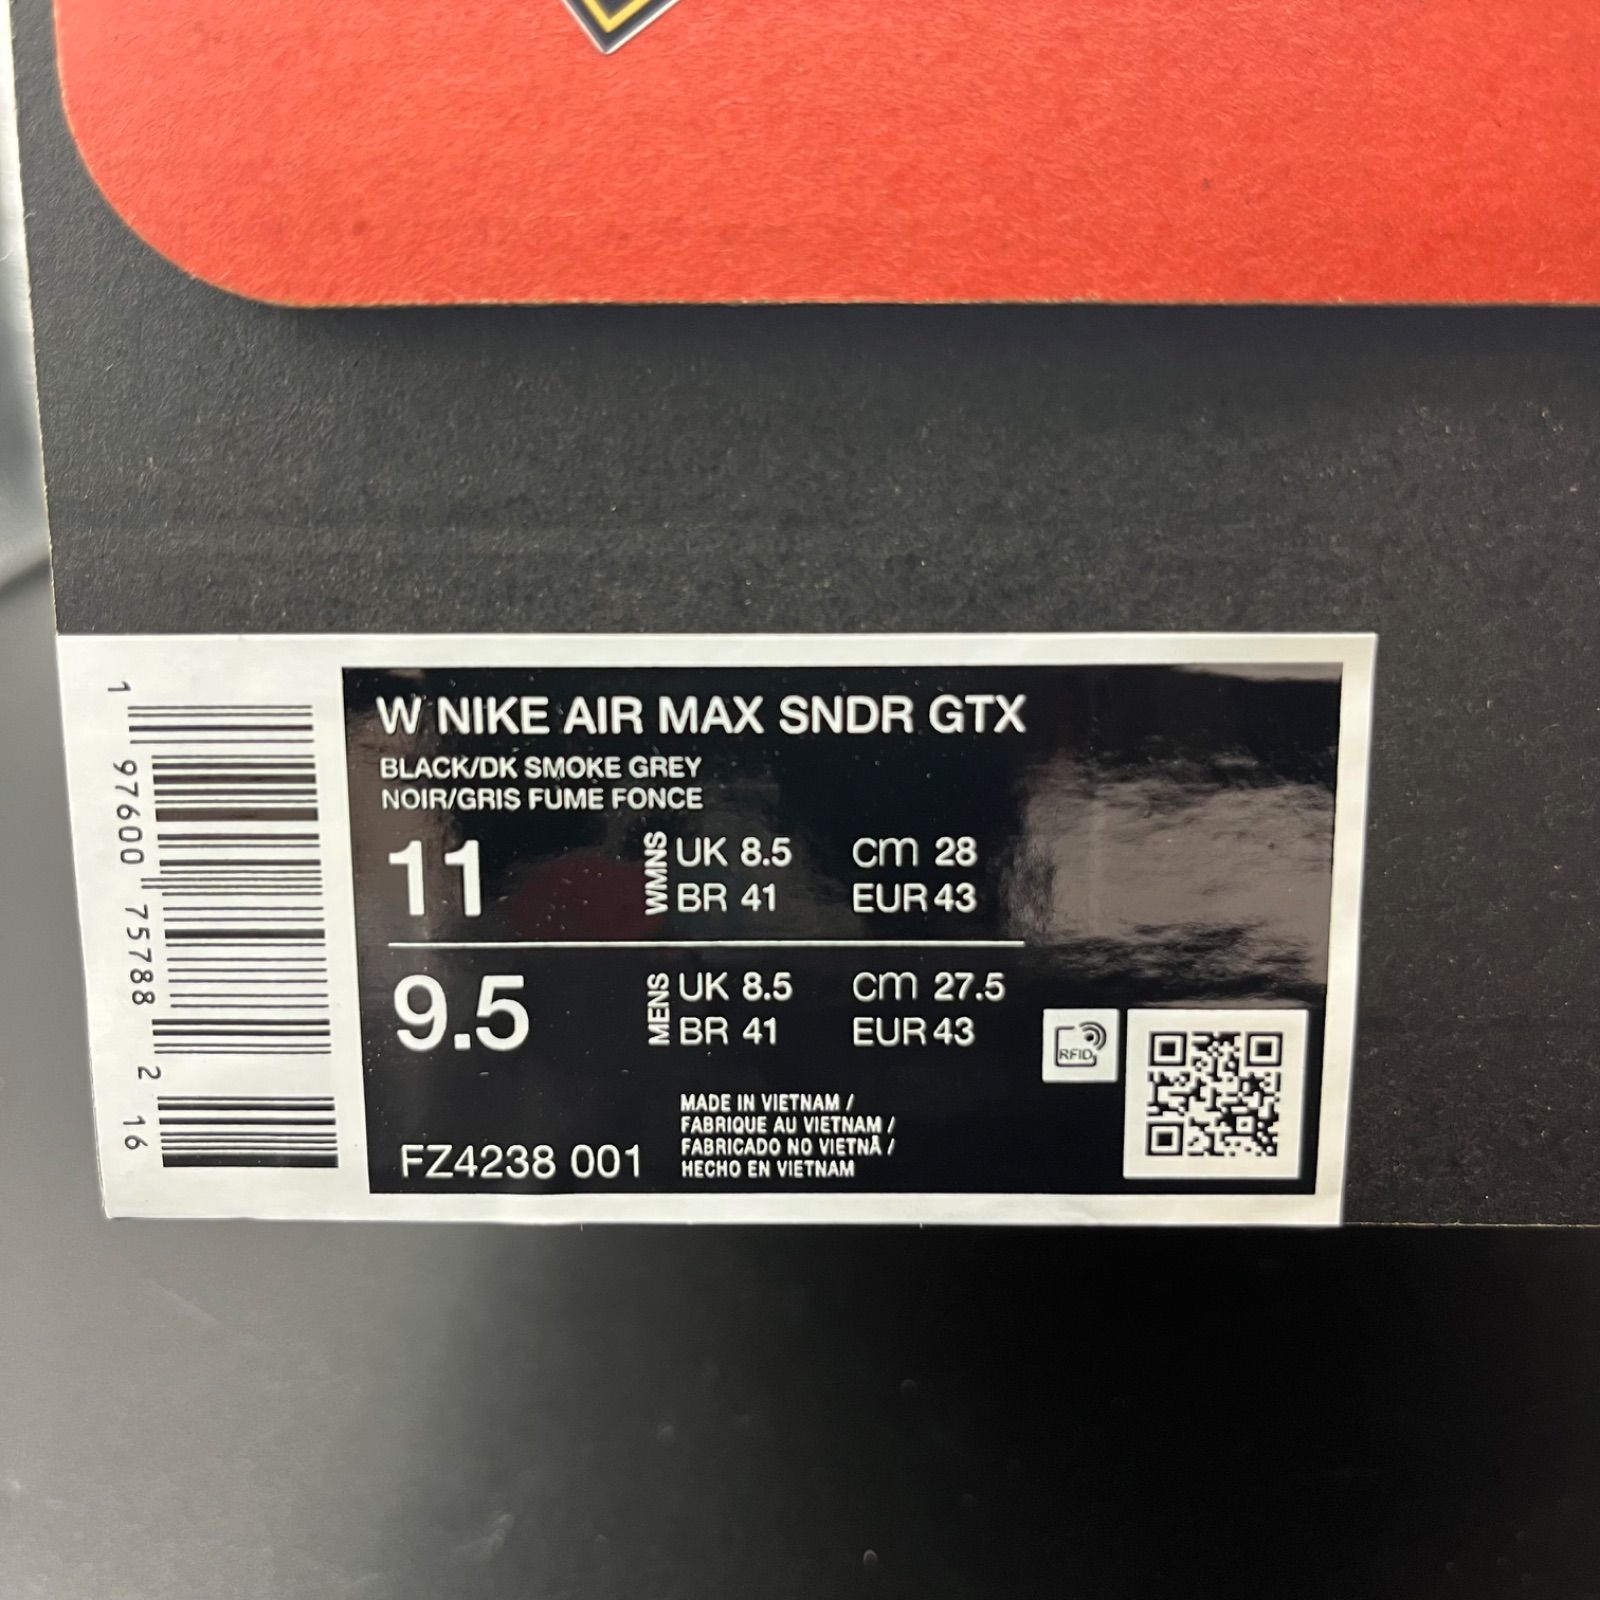 W NIKE AIR MAX SNDR GTX
BLACK/DK SMOKE GREY
NOIR/GRIS FUME FONCE
11 WMNS UK 8.5 cm 28
BR 41 EUR 43
9.5 MENS UK 8.5 cm 27.5
BR 41 EUR 43
RFID
FZ4238 001
MADE IN VIETNAM /
FABRIQUE AU VIETNAM /
FABRICADO NO VIETNÃ /
HECHO EN VIETNAM
1 97600 75788 2 16